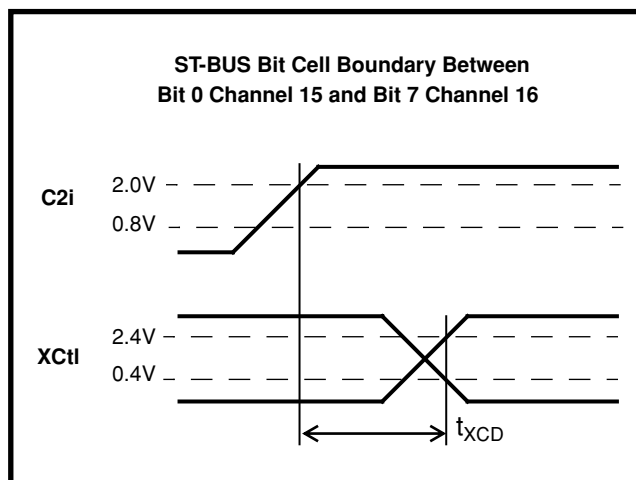 ST-BUS Bit Cell Boundary Between
Bit 0 Channel 15 and Bit 7 Channel 16
C2i
2.0V
0.8V
XCtl
2.4V
0.4V
tXCD